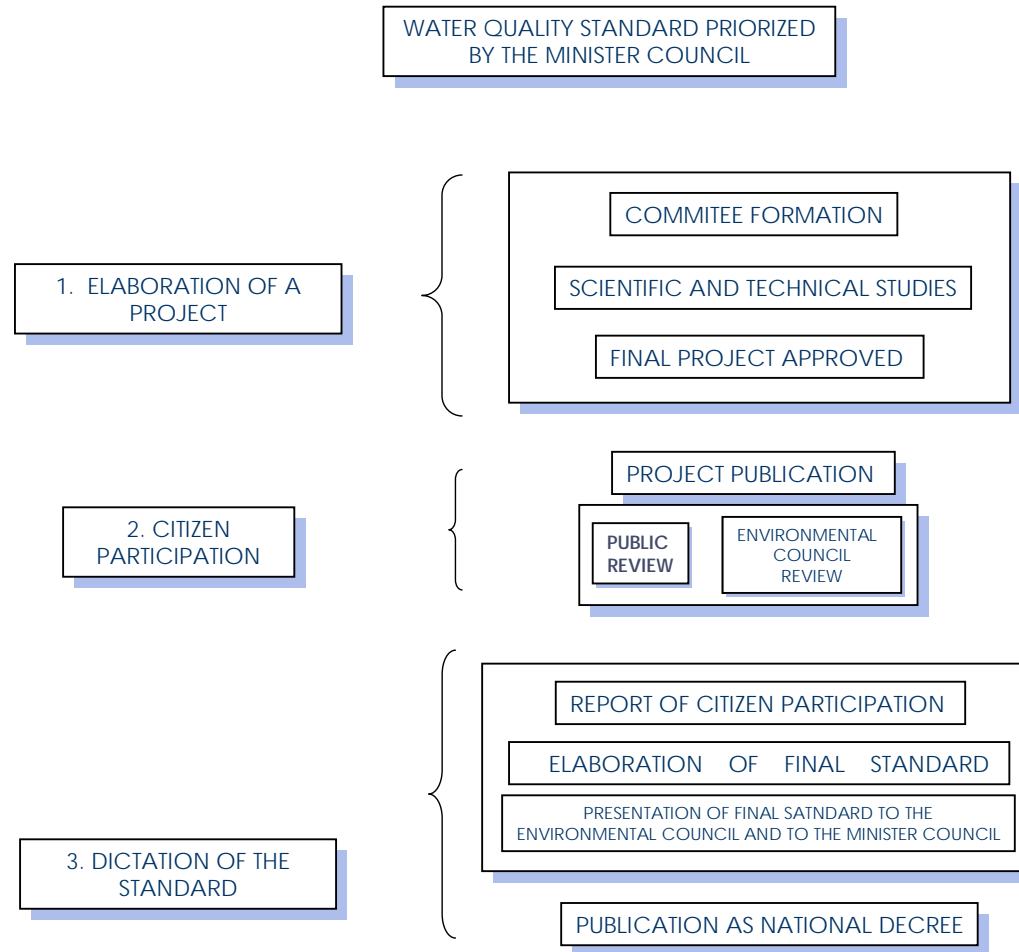 WATER QUALITY STANDARD PRIORIZED
BY THE MINISTER COUNCIL
1. ELABORATION OF A
PROJECT
COMMITEE FORMATION
SCIENTIFIC AND TECHNICAL STUDIES
FINAL PROJECT APPROVED
2. CITIZEN
PARTICIPATION
PROJECT PUBLICATION
PUBLIC
REVIEW
ENVIRONMENTAL
COUNCIL
REVIEW
3. DICTATION OF THE
STANDARD
REPORT OF CITIZEN PARTICIPATION
ELABORATION OF FINAL STANDARD
PRESENTATION OF FINAL SATNDARD TO THE
ENVIRONMENTAL COUNCIL AND TO THE MINISTER COUNCIL
PUBLICATION AS NATIONAL DECREE